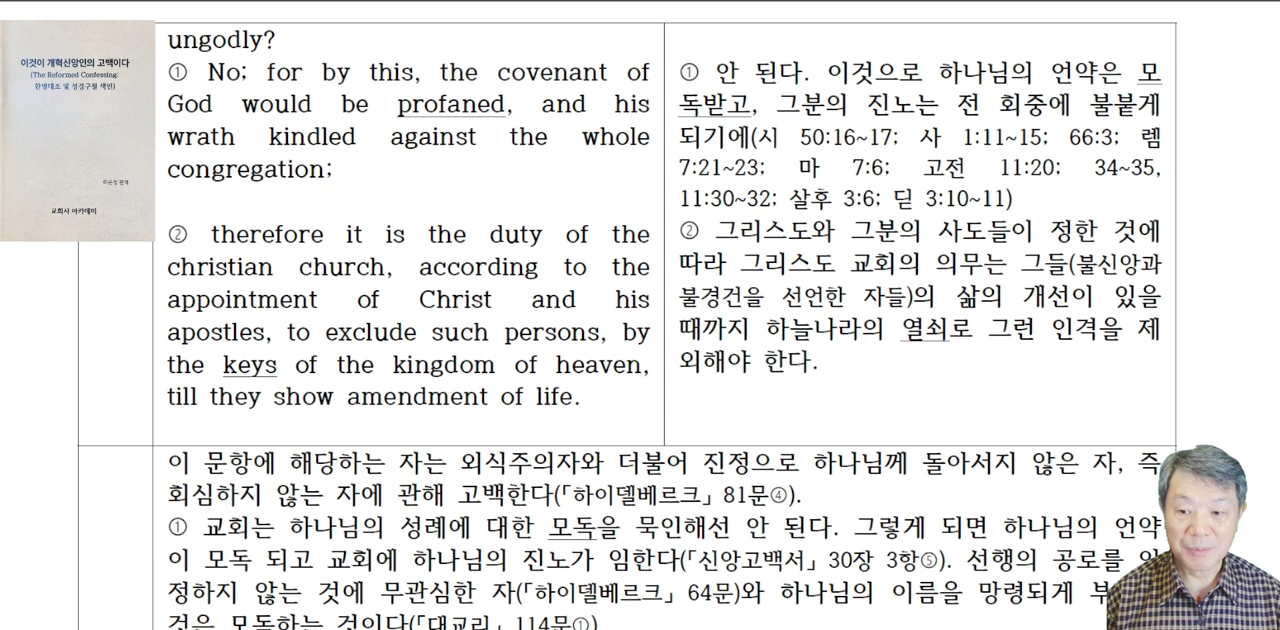 이것이 개혁신앙인의 고백이다
(The Reformed Confessing:
한영대조 및 성경구절 색인)
교회사 아카데미
ungodly?
① No; for by this, the covenant of
God would be profaned, and his
wrath kindled against the whole
congregation;
② therefore it is the duty of the
christian church, according to the
appointment of Christ and his
apostles, to exclude such persons, by
the keys of the kingdom of heaven,
till they show amendment of life.
① 안 된다. 이것으로 하나님의 언약은 모
독받고, 그분의 진노는 전 회중에 불붙게
되기에(시 50:16~17; 사 1:11~15; 66:3; 렘
7:21~23; 마 7:6; 고전 11:20; 34~35,
11:30~32; 살후 3:6; 딛 3:10~11)
② 그리스도와 그분의 사도들이 정한 것에
따라 그리스도 교회의 의무는 그들(불신앙과
불경건을 선언한 자들)의 삶의 개선이 있을
때까지 하늘나라의 열쇠로 그런 인격을 제
외해야 한다.
이 문항에 해당하는 자는 외식주의자와 더불어 진정으로 하나님께 돌아서지 않은 자, 즉
회심하지 않는 자에 관해 고백한다(「하이델베르크」 81문④).
① 교회는 하나님의 성례에 대한 모독을 묵인해선 안 된다. 그렇게 되면 하나님의 언약
이 모독 되고 교회에 하나님의 진노가 임한다(「신앙고백서」 30장 3항⑤). 선행의 공로를
정하지 않는 것에 무관심한 자(「하이델베르크」 64문)와 하나님의 이름을 망령되게
것은 모독하는 것이다(「대교리」 114문①)